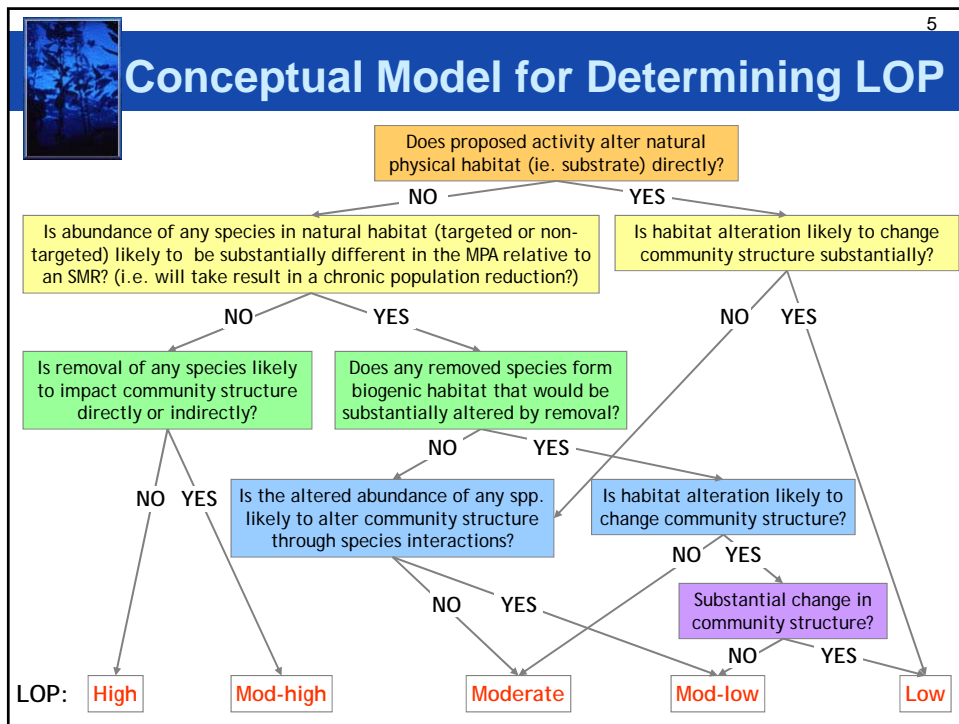 5
Conceptual Model for Determining LOP
Does proposed activity alter natural
physical habitat (ie. substrate) directly?
NO
YES
Is abundance of any species in natural habitat (targeted or non-
targeted) likely to be substantially different in the MPA relative to
an SMR? (i.e. will take result in a chronic population reduction?)
Is habitat alteration likely to change
community structure substantially?
NO
YES
NO
YES
Is removal of any species likely
to impact community structure
directly or indirectly?
Does any removed species form
biogenic habitat that would be
substantially altered by removal?
NO
YES
NO
YES
Is the altered abundance of any spp.
likely to alter community structure
through species interactions?
Is habitat alteration likely to
change community structure?
NO
YES
NO
YES
Substantial change in
community structure?
NO
YES
LOP:
High
Mod-high
Moderate
Mod-low
Low